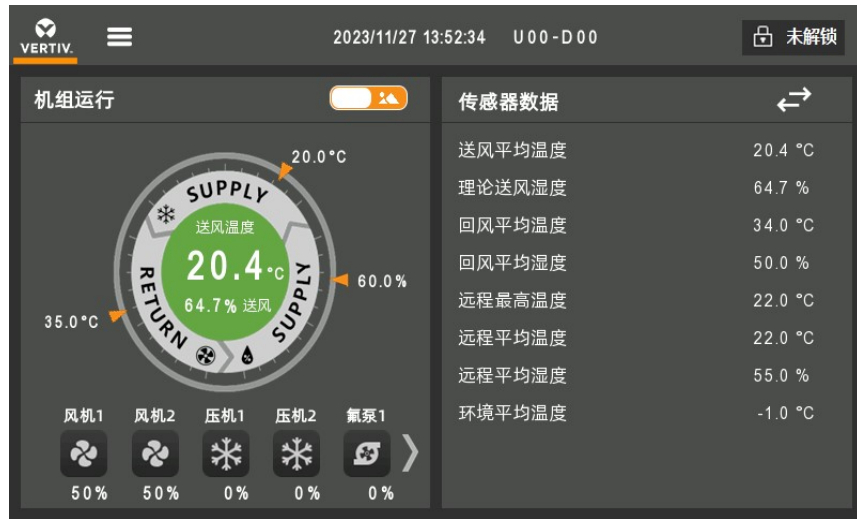 VERTIV.
2023/11/27 13:52:34 U00-D00
未解锁
机组运行
20.0°C
SUPPLY
送风温度
20.4°C
64.7% 送风
SUPPLY
60.0%
RETURN
35.0°C
风机1 风机2 压机1 压机2 氟泵1
50% 50% 0% 0% 0%
传感器数据
送风平均温度 20.4 °C
理论送风湿度 64.7 %
回风平均温度 34.0 °C
回风平均湿度 50.0 %
远程最高温度 22.0 °C
远程平均温度 22.0 °C
远程平均湿度 55.0 %
环境平均温度 -1.0 °C